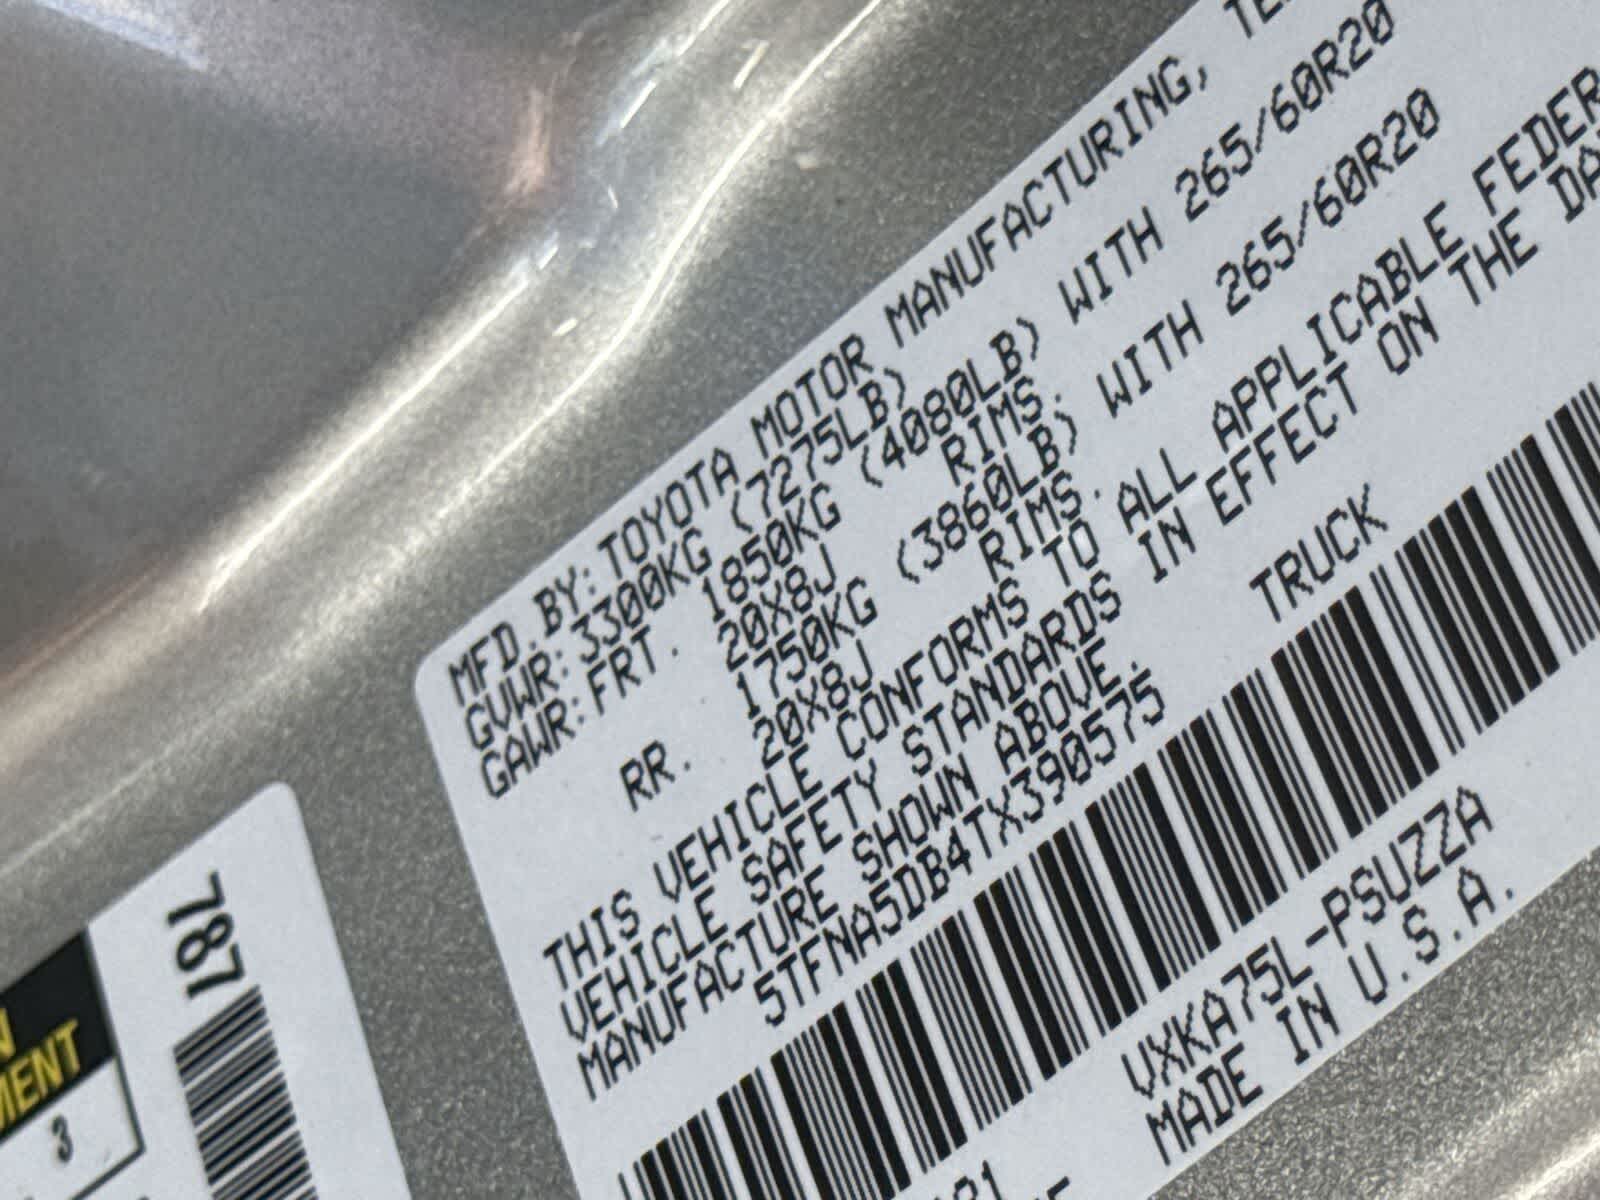 MFD. BY: TOYOTA MOTOR MANUFACTURING,
GVWR: 3300KG (7275LB)
GAWR: FRT. 1850KG (4080LB) WITH 265/60R20
20X8J RIMS.
RR. 1750KG (3860LB) WITH 265/60R20
20X8J RIMS.
THIS VEHICLE CONFORMS TO ALL APPLICABLE FEDER
VEHICLE SAFETY STANDARDS IN EFFECT ON THE DA
MANUFACTURE SHOWN ABOVE.
5TFNA5DB4TX390575 TRUCK
VXKA75L-PSUZZA
MADE IN U.S.A.
787
MENT
3